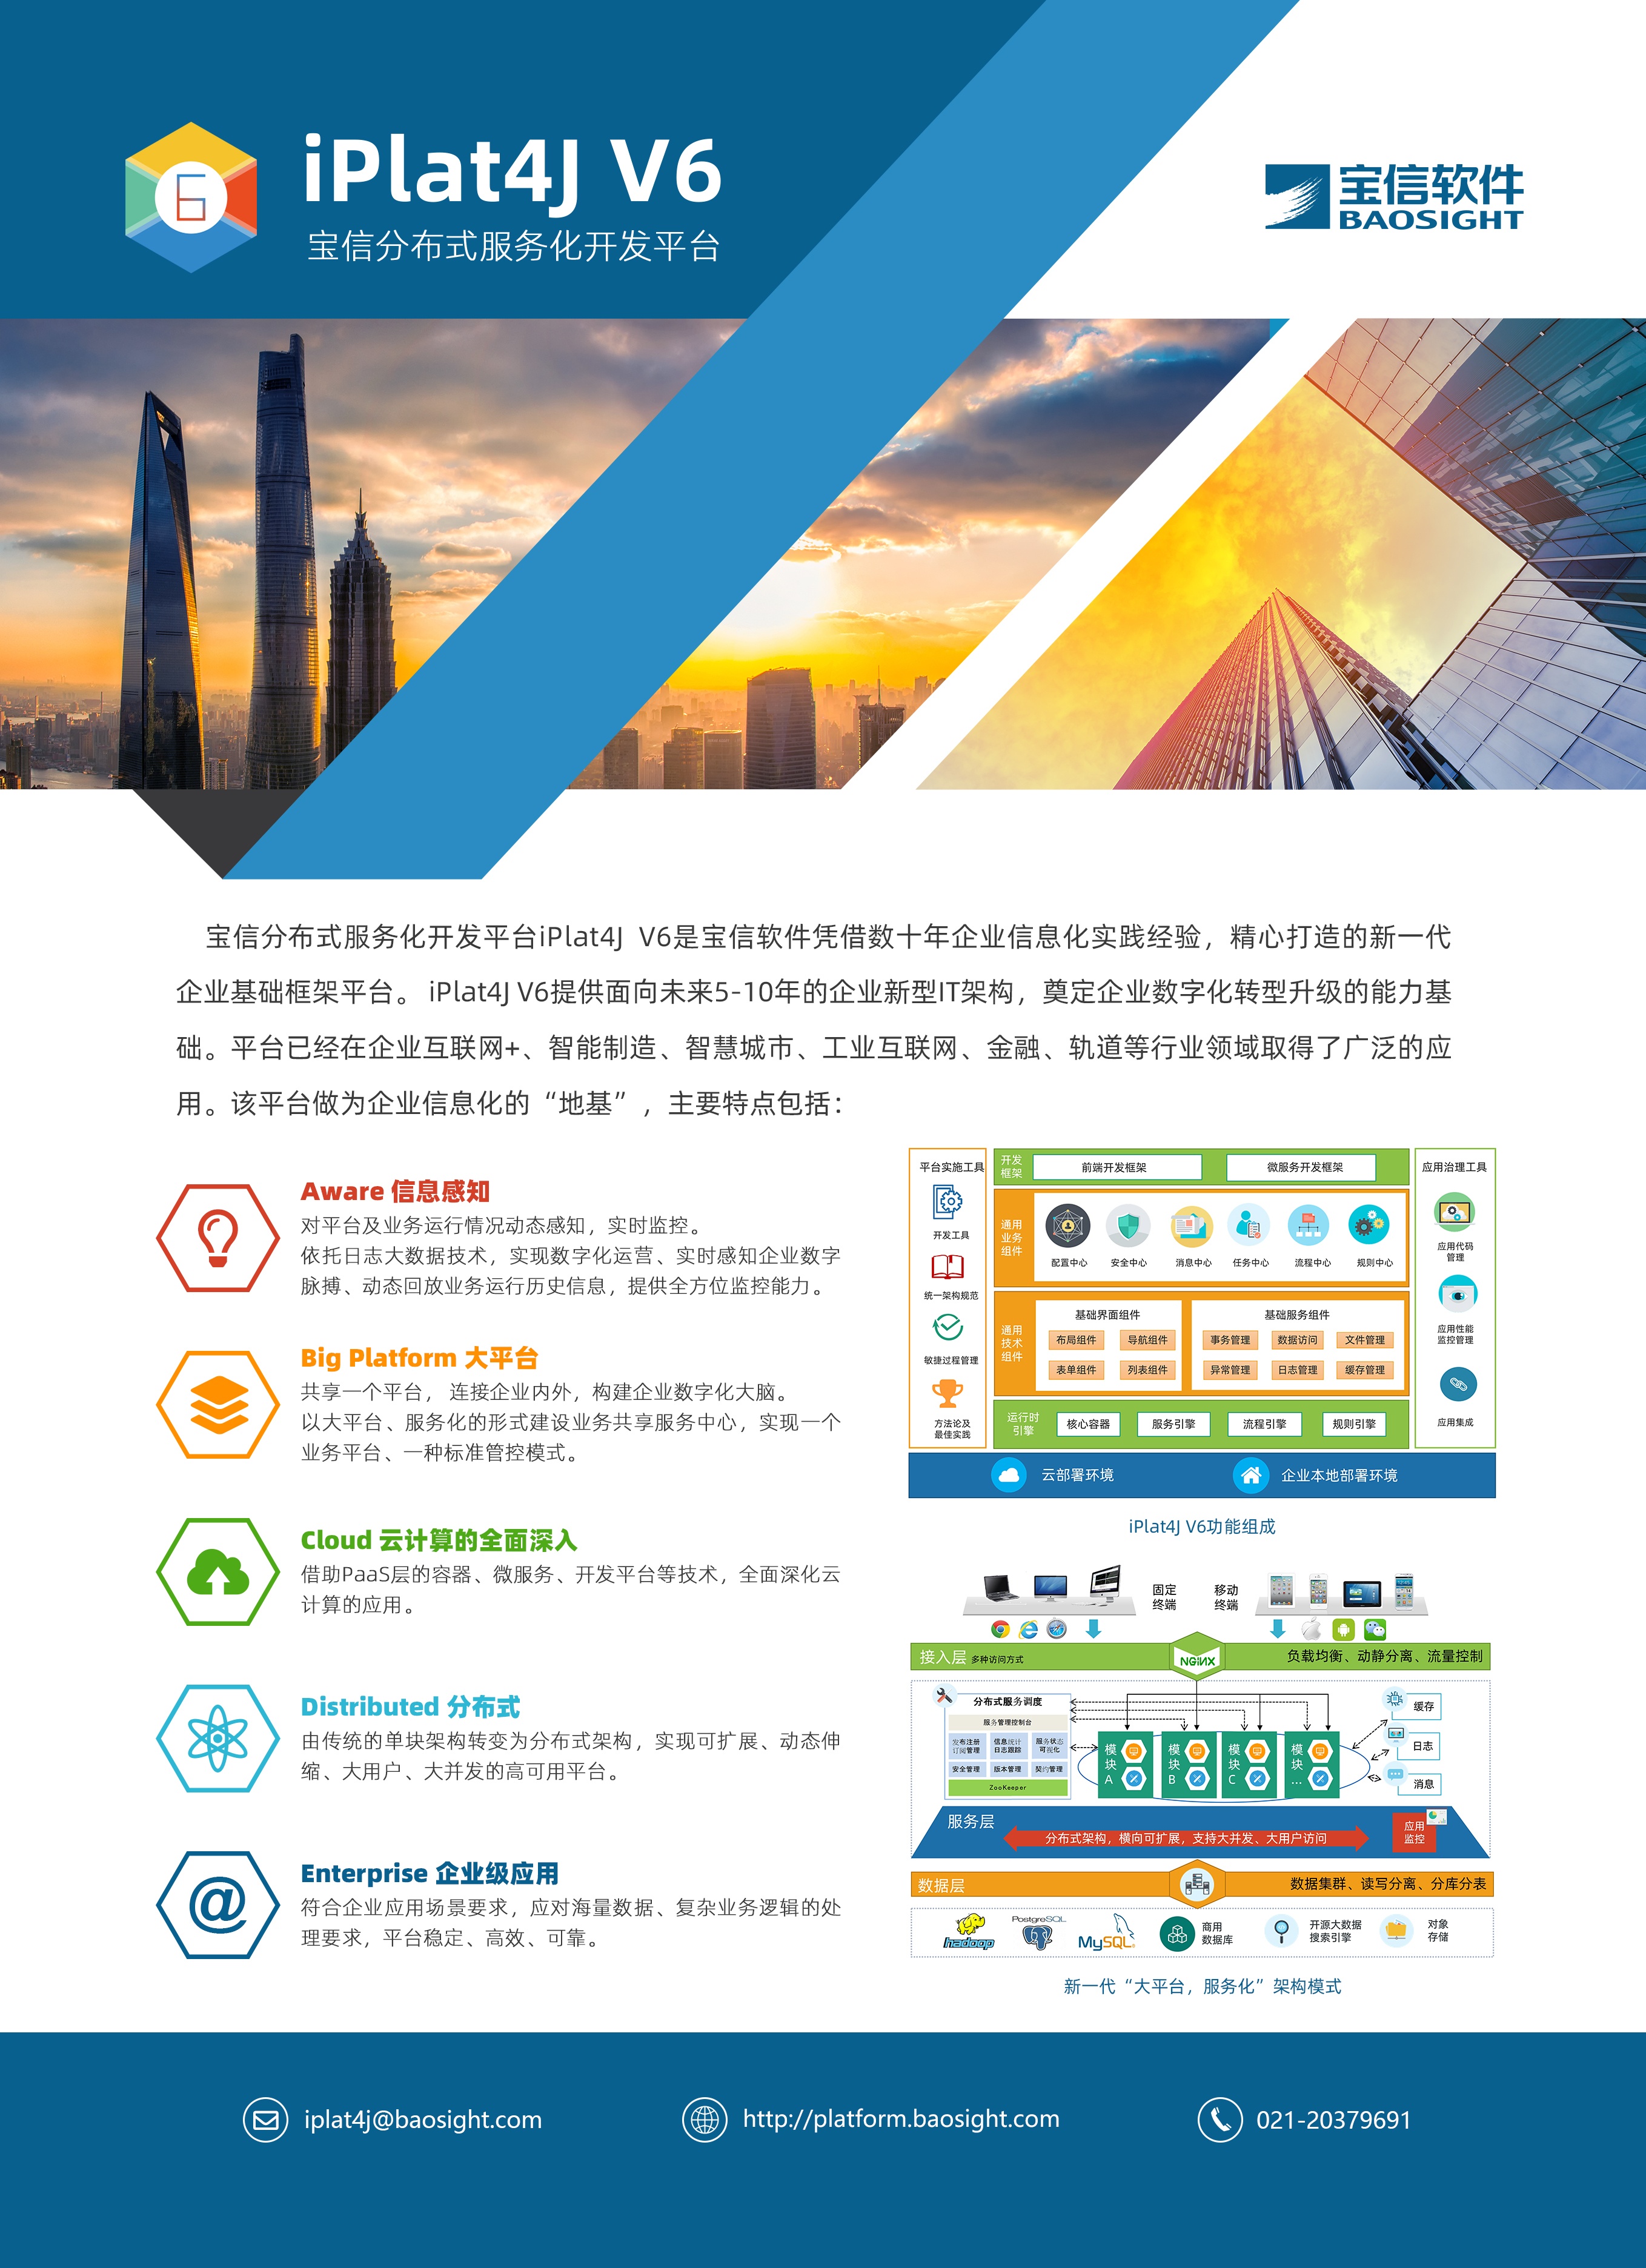 iPlat4J V6
宝信分布式服务化开发平台
宝信软件
BAOSIGHT
宝信分布式服务化开发平台iPlat4J V6是宝信软件凭借数十年企业信息化实践经验，精心打造的新一代
企业基础框架平台。 iPlat4J V6提供面向未来5-10年的企业新型IT架构，奠定企业数字化转型升级的能力基
础。平台已经在企业互联网+、智能制造、智慧城市、工业互联网、金融、轨道等行业领域取得了广泛的应
用。该平台做为企业信息化的“地基”，主要特点包括：
Aware 信息感知
对平台及业务运行情况动态感知，实时监控。
依托日志大数据技术，实现数字化运营、实时感知企业数字
脉搏、动态回放业务运行历史信息，提供全方位监控能力。
Big Platform 大平台
共享一个平台， 连接企业内外，构建企业数字化大脑。
以大平台、服务化的形式建设业务共享服务中心，实现一个
业务平台、一种标准管控模式。
Cloud 云计算的全面深入
借助PaaS层的容器、微服务、开发平台等技术，全面深化云
计算的应用。
Distributed 分布式
由传统的单块架构转变为分布式架构，实现可扩展、动态伸
缩、大用户、大并发的高可用平台。
Enterprise 企业级应用
符合企业应用场景要求，应对海量数据、复杂业务逻辑的处
理要求，平台稳定、高效、可靠。
平台实施工具
开发工具
统一架构规范
敏捷过程管理
方法论及
最佳实践
开发
框架
前端开发框架
微服务开发框架
通用
业务
组件
配置中心
安全中心
消息中心
任务中心
流程中心
规则中心
通用
技术
组件
基础界面组件
布局组件
导航组件
表单组件
列表组件
基础服务组件
事务管理
数据访问
文件管理
异常管理
日志管理
缓存管理
运行时
引擎
核心容器
服务引擎
流程引擎
规则引擎
应用治理工具
应用代码
管理
应用性能
监控管理
应用集成
云部署环境
企业本地部署环境
iPlat4J V6功能组成
固定
终端
移动
终端
接入层 多种访问方式
NGiNX
负载均衡、动静分离、流量控制
分布式服务调度
服务管理控制台
发布注册
订阅管理
信息统计
日志跟踪
服务状态
可视化
安全管理
版本管理
契约管理
ZooKeeper
模
块
A
模
块
B
模
块
C
模
块
...
缓存
日志
消息
服务层
分布式架构，横向可扩展，支持大并发、大用户访问
应用
监控
数据层
数据集群、读写分离、分库分表
hadoop
PostgreSQL
MySQL
商用
数据库
开源大数据
搜索引擎
对象
存储
新一代“大平台，服务化”架构模式
iplat4j@baosight.com
http://platform.baosight.com
021-20379691